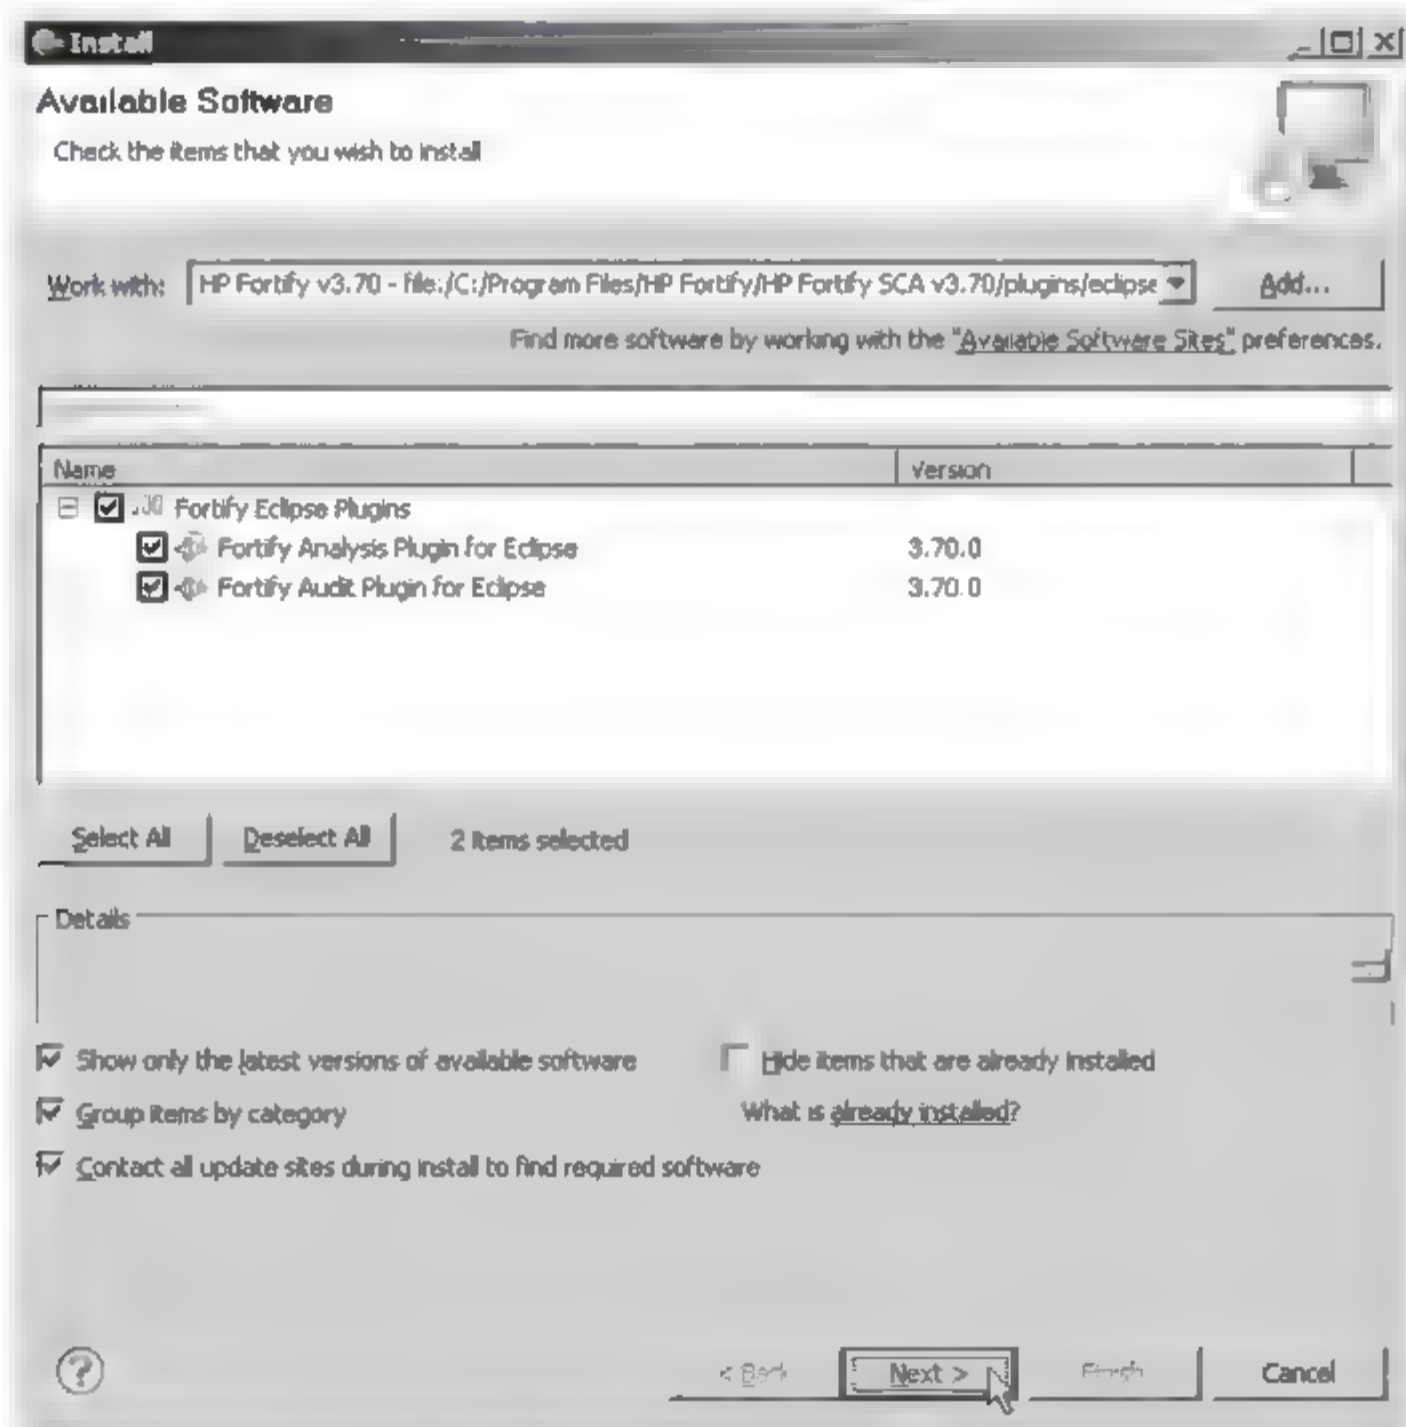 Install
Available Software
Check the items that you wish to install
Work with: HP Fortify v3.70 - file:/C:/Program Files/HP Fortify/HP Fortify SCA v3.70/plugins/eclipse Add...
Find more software by working with the "Available Software Sites" preferences.
Name Version
Fortify Eclipse Plugins
Fortify Analysis Plugin for Eclipse 3.70.0
Fortify Audit Plugin for Eclipse 3.70.0
Select All Deselect All 2 items selected
Details
Show only the latest versions of available software Hide items that are already installed
Group items by category What is already installed?
Contact all update sites during install to find required software
? < Back Next > Finish Cancel